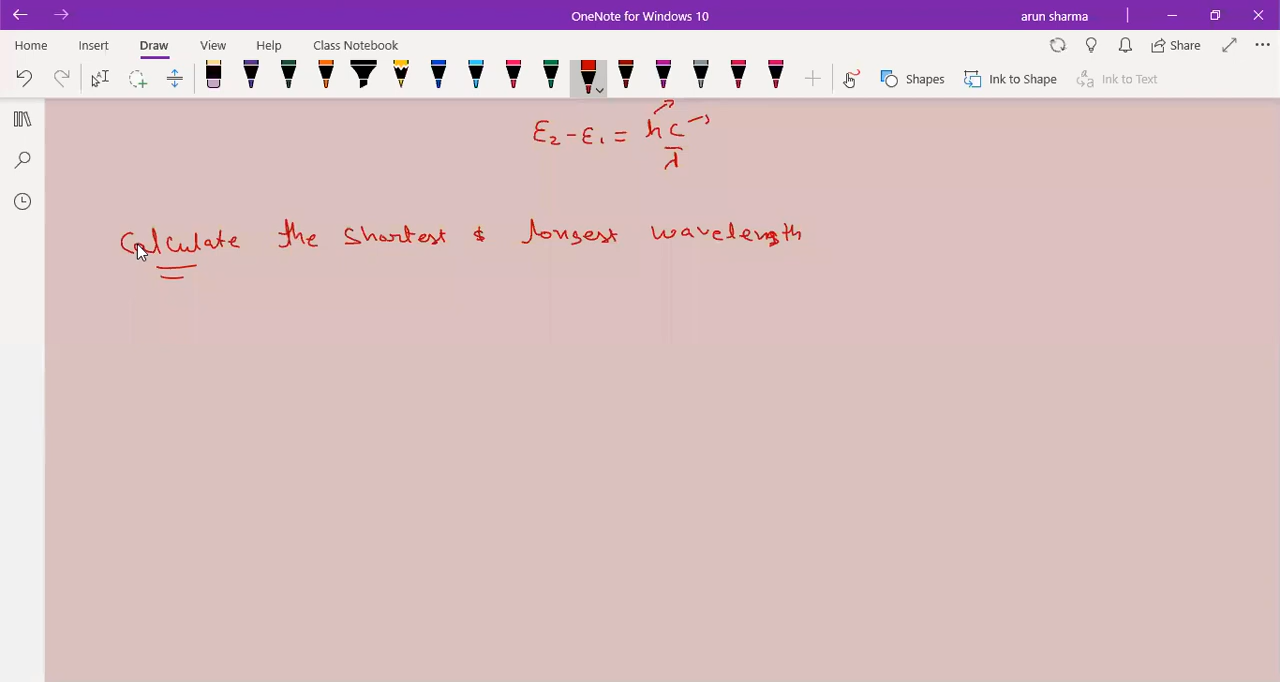 OneNote for Windows 10
arun sharma
Home Insert Draw View Help Class Notebook
Share
Shapes Ink to Shape Ink to Text
E₂ - E₁ = hc/λ
Calculate the shortest & longest wavelength